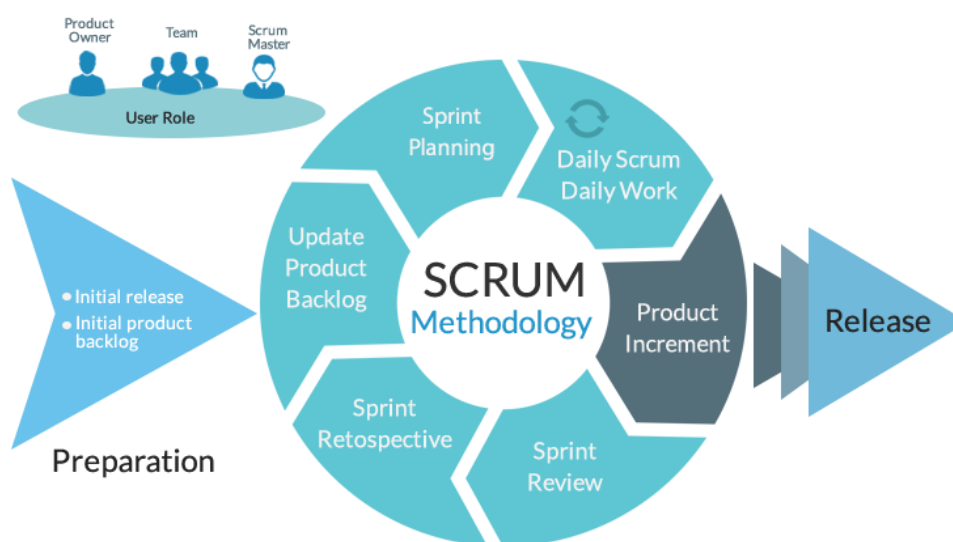 Product
Owner
Team
Scrum
Master
User Role
Sprint
Planning
Daily Scrum
Daily Work
Update
Product
Backlog
SCRUM
Methodology
Product
Increment
Release
• Initial release
• Initial product
backlog
Preparation
Sprint
Retospective
Sprint
Review